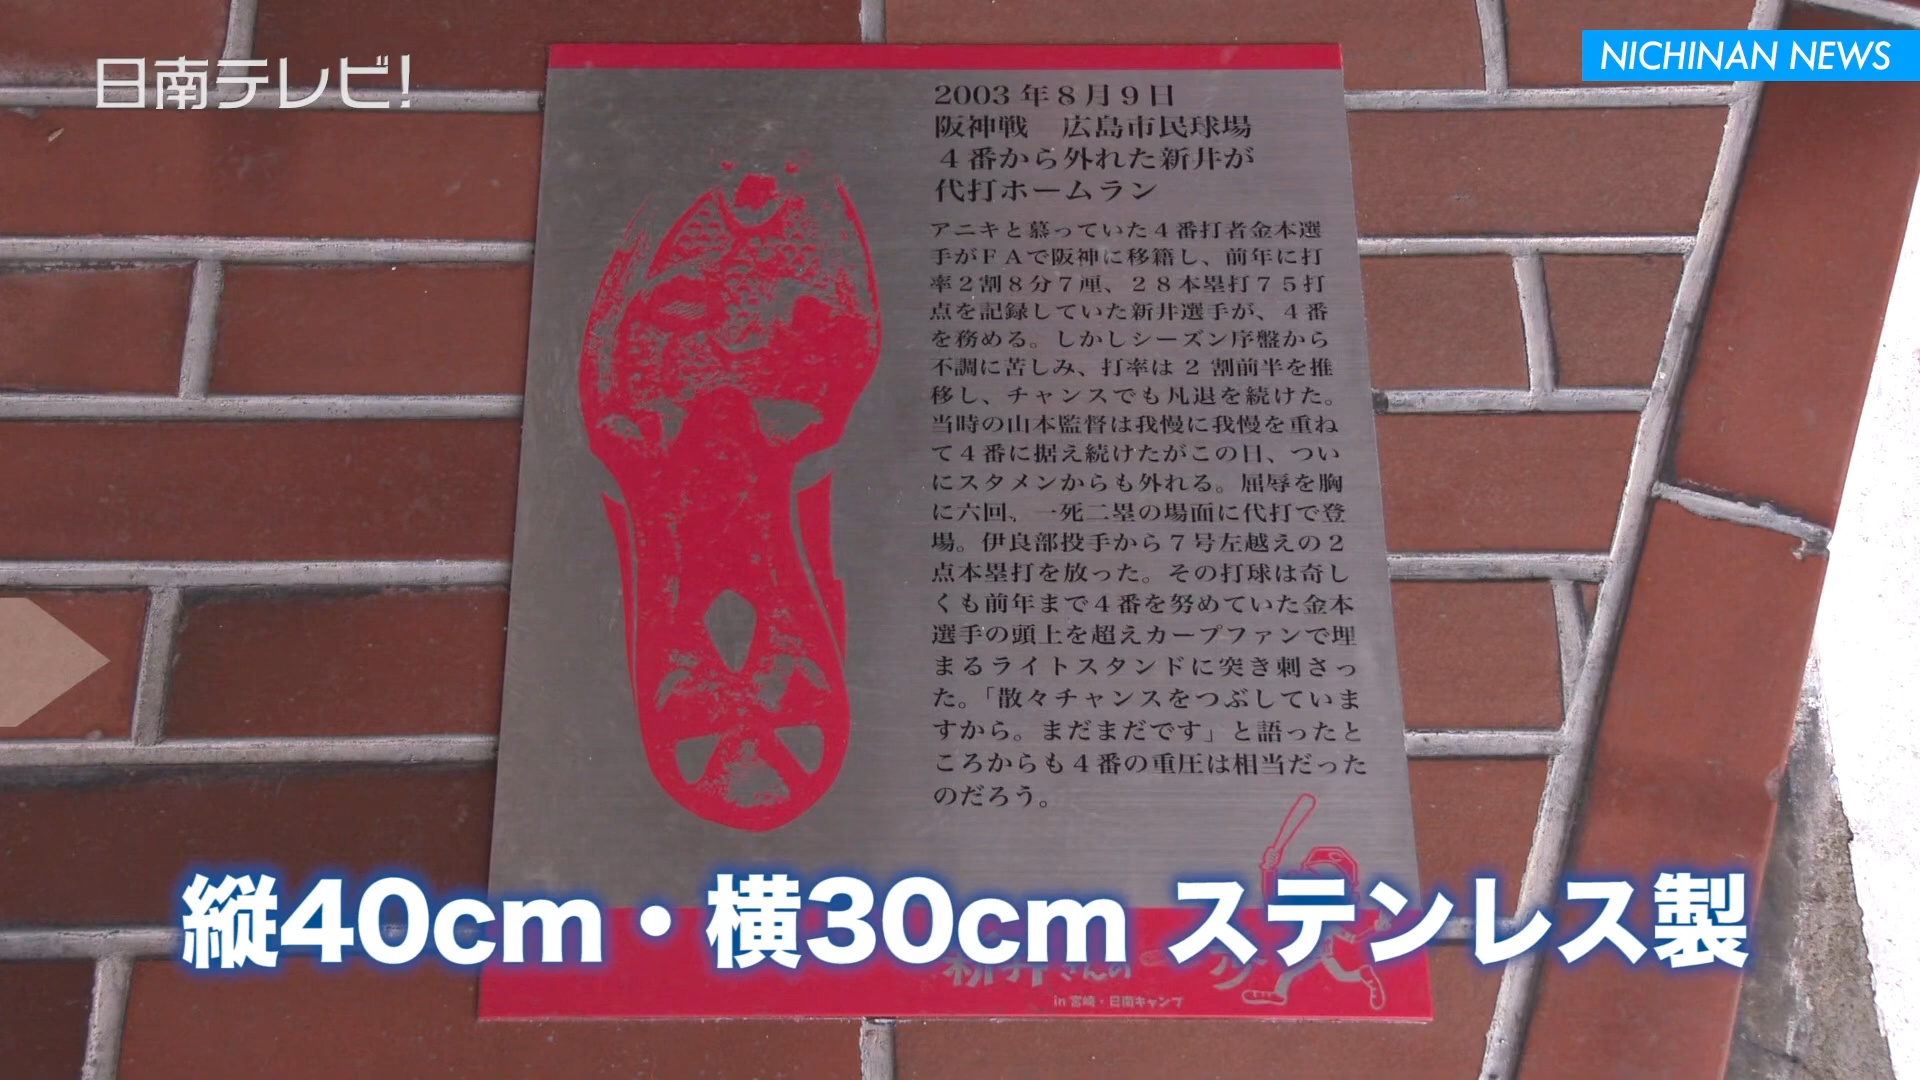 日南テレビ!
NICHINAN NEWS
2003年8月9日
阪神戦 広島市民球場
4番から外れた新井が
代打ホームラン
アニキと慕っていた4番打者金本選
手がFAで阪神に移籍し、前年に打
率2割8分7厘、28本塁打75打
点を記録していた新井選手が、4番
を務める。しかしシーズン序盤から
不調に苦しみ、打率は2割前半を推
移し、チャンスでも凡退を続けた。
当時の山本監督は我慢に我慢を重ね
て4番に据え続けたがこの日、つい
にスタメンからも外れる。屈辱を胸
に六回、一死二塁の場面に代打で登
場。伊良部投手から7号左越えの2
点本塁打を放った。その打球は奇し
くも前年まで4番を努めていた金本
選手の頭上を超えカープファンで埋
まるライトスタンドに突き刺さっ
た。「散々チャンスをつぶしていま
すから。まだまだです」と語ったと
ころからも4番の重圧は相当だった
のだろう。
縦40cm・横30cm ステンレス製
新井さんの一歩
in 宮崎・日南キャンプ